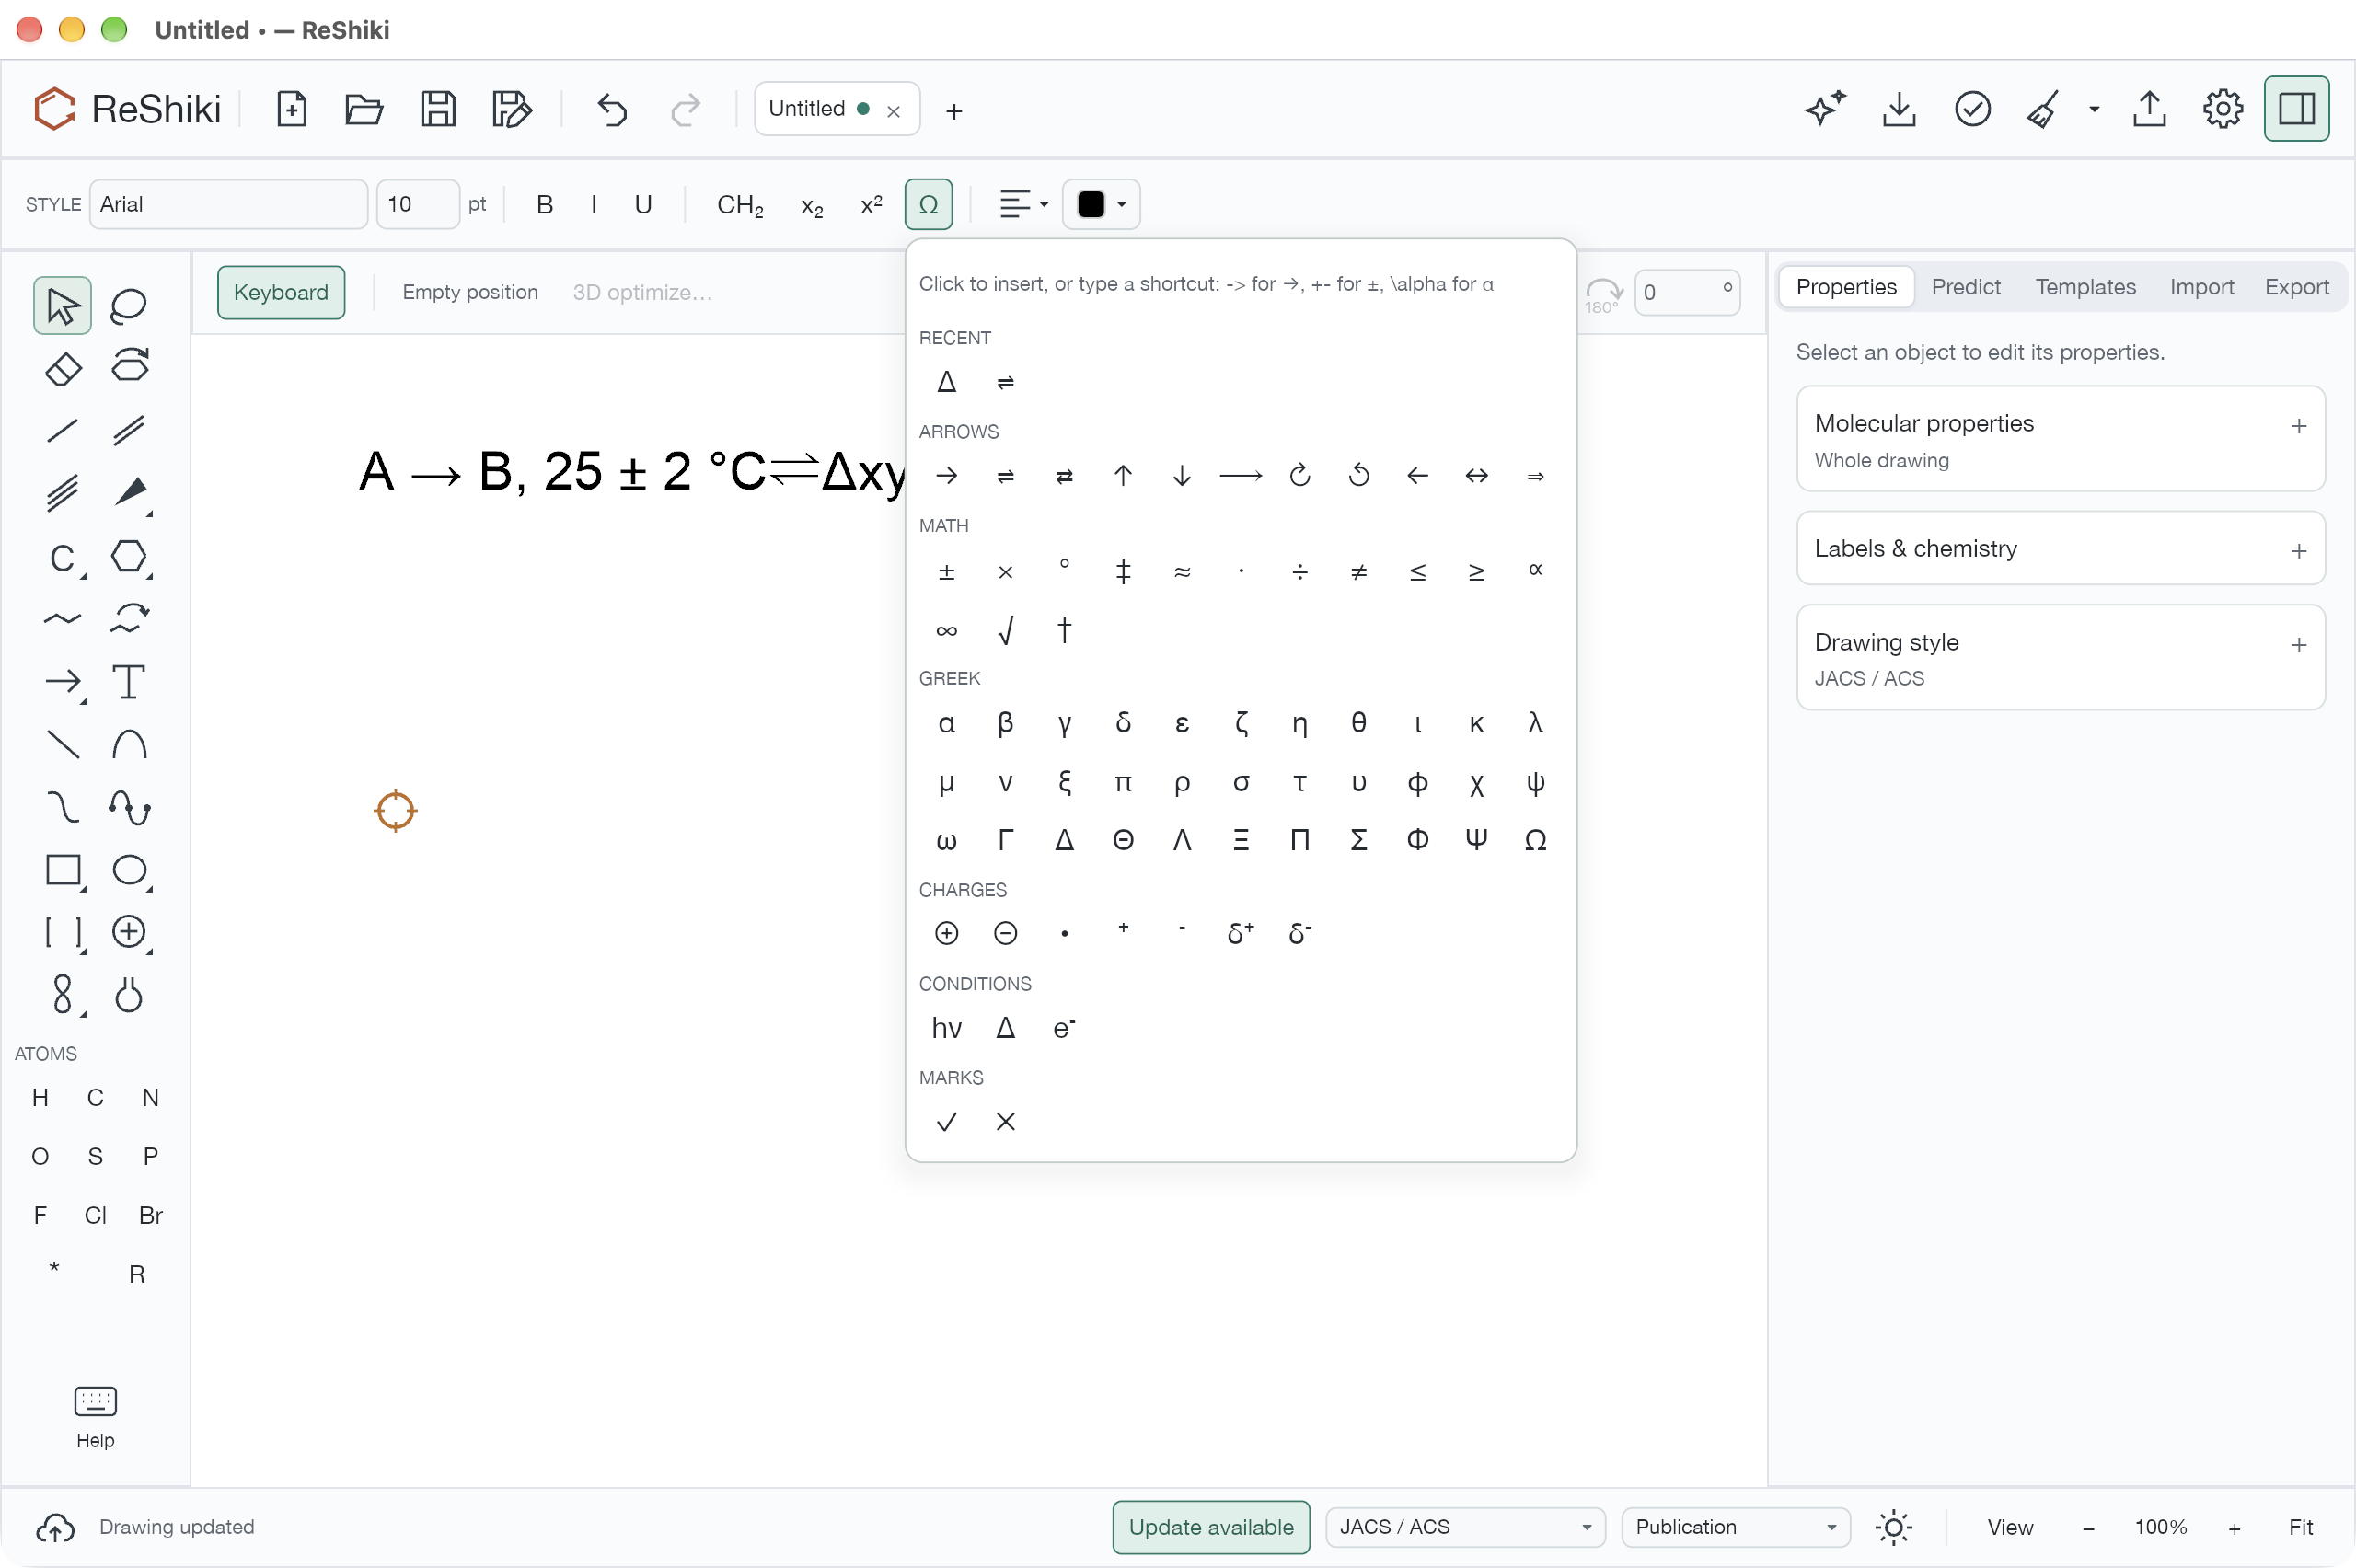 Untitled • — ReShiki
ReShiki
Untitled
STYLE Arial 10 pt B I U CH₂ x₂ x² Ω
Keyboard Empty position 3D optimize… 180° 0 °
A → B, 25 ± 2 °C⇌Δxy
Click to insert, or type a shortcut: -> for →, +- for ±, \alpha for α
RECENT
Δ ⇌
ARROWS
→ ⇌ ⇄ ↑ ↓ ⟶ ↻ ↺ ← ↔ ⇒
MATH
± × ° ‡ ≈ · ÷ ≠ ≤ ≥ ∝
∞ √ †
GREEK
α β γ δ ε ζ η θ ι κ λ
μ ν ξ π ρ σ τ υ φ χ ψ
ω Γ Δ Θ Λ Ξ Π Σ Φ Ψ Ω
CHARGES
⊕ ⊖ • ⁺ ⁻ δ⁺ δ⁻
CONDITIONS
hν Δ e⁻
MARKS
✓ ✕
Properties Predict Templates Import Export
Select an object to edit its properties.
Molecular properties +
Whole drawing
Labels & chemistry +
Drawing style +
JACS / ACS
C
T
[ ]
ATOMS
H C N
O S P
F Cl Br
* R
Help
Drawing updated Update available JACS / ACS Publication View − 100% + Fit